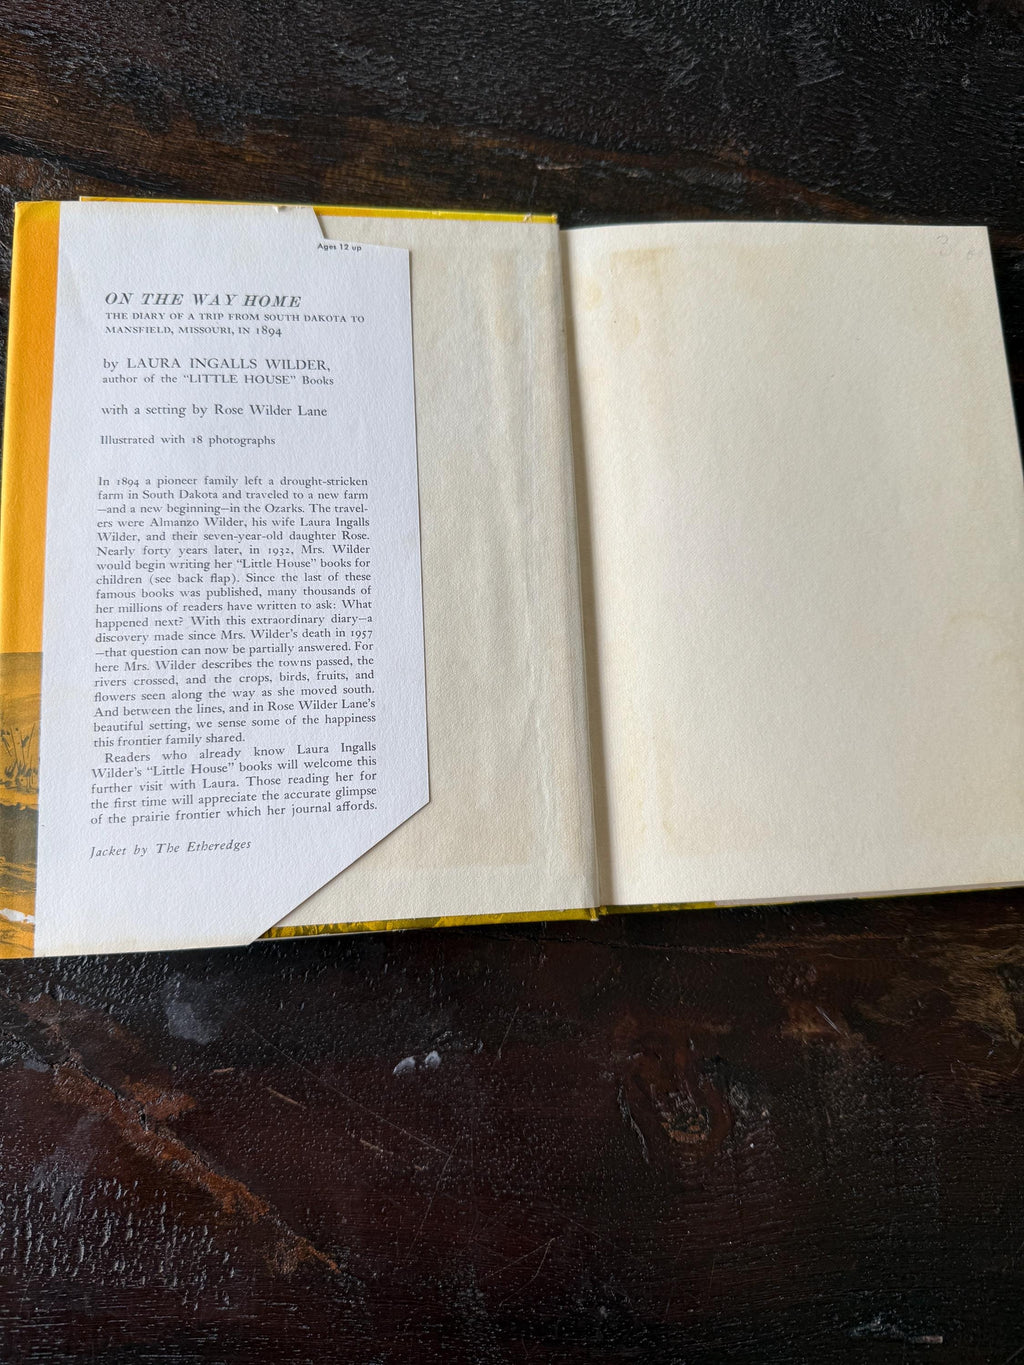 Ages 12 up
ON THE WAY HOME
THE DIARY OF A TRIP FROM SOUTH DAKOTA TO
MANSFIELD, MISSOURI, IN 1894
by LAURA INGALLS WILDER,
author of the “LITTLE HOUSE” Books
with a setting by Rose Wilder Lane
Illustrated with 18 photographs
In 1894 a pioneer family left a drought-stricken
farm in South Dakota and traveled to a new farm
—and a new beginning—in the Ozarks. The travel-
ers were Almanzo Wilder, his wife Laura Ingalls
Wilder, and their seven-year-old daughter Rose.
Nearly forty years later, in 1932, Mrs. Wilder
would begin writing her “Little House” books for
children (see back flap). Since the last of these
famous books was published, many thousands of
her millions of readers have written to ask: What
happened next? With this extraordinary diary—a
discovery made since Mrs. Wilder’s death in 1957
—that question can now be partially answered. For
here Mrs. Wilder describes the towns passed, the
rivers crossed, and the crops, birds, fruits, and
flowers seen along the way as she moved south.
And between the lines, and in Rose Wilder Lane’s
beautiful setting, we sense some of the happiness
this frontier family shared.
Readers who already know Laura Ingalls
Wilder’s “Little House” books will welcome this
further visit with Laura. Those reading her for
the first time will appreciate the accurate glimpse
of the prairie frontier which her journal affords.
Jacket by The Etheredges